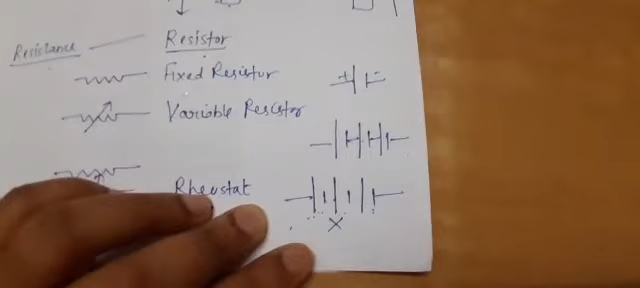 Resistance
Resistor
Fixed Resistor
Variable Resistor
Rheostat
+ -
X